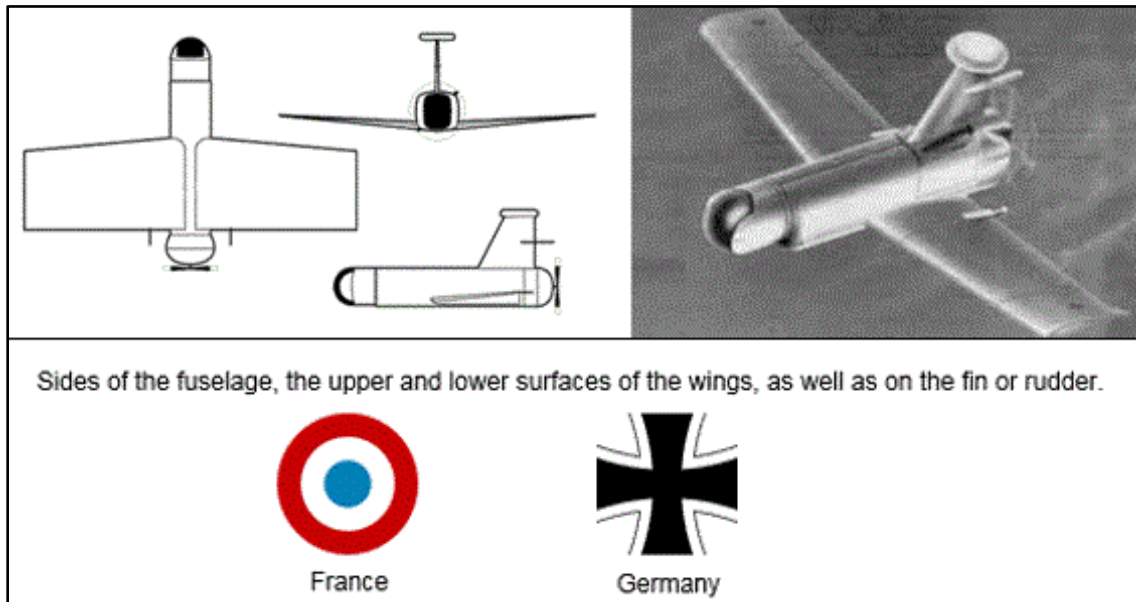 Sides of the fuselage, the upper and lower surfaces of the wings, as well as on the fin or rudder.
France
Germany